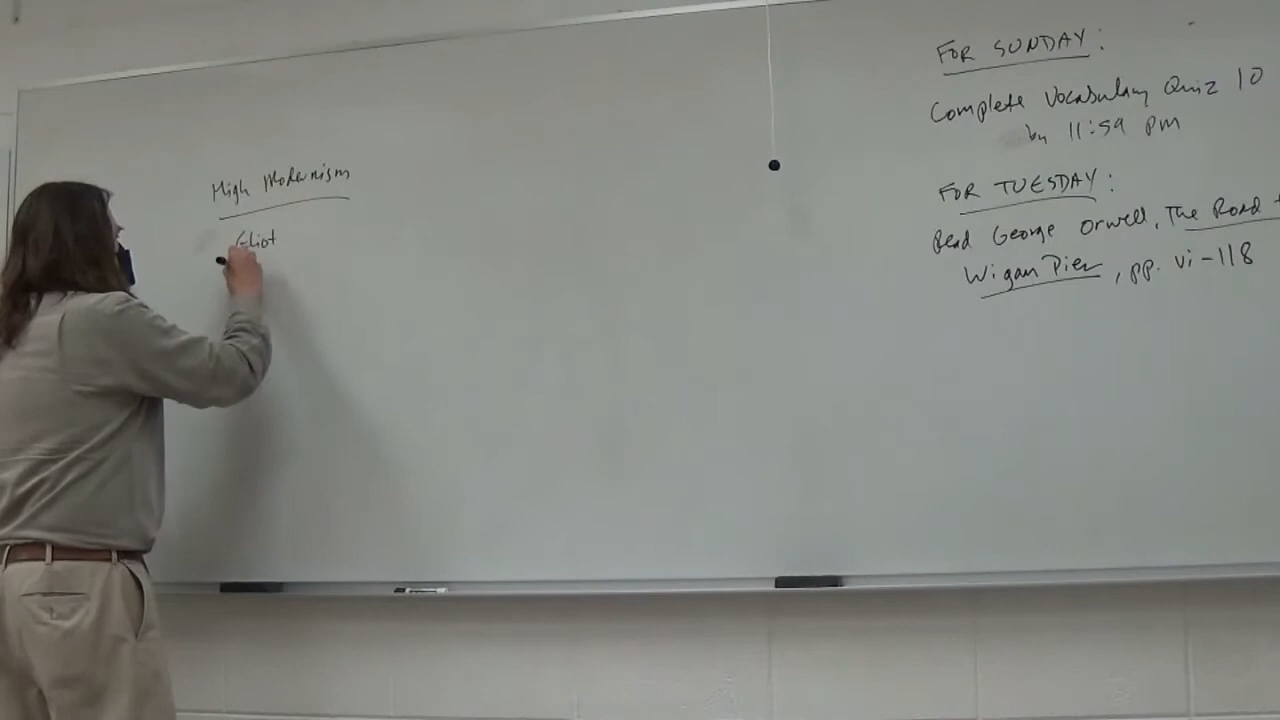 High Modernism
Eliot
FOR SUNDAY:
Complete Vocabulary Quiz 10
by 11:59 PM
FOR TUESDAY:
Read George Orwell, The Road
Wigan Pier, pp. vi-118